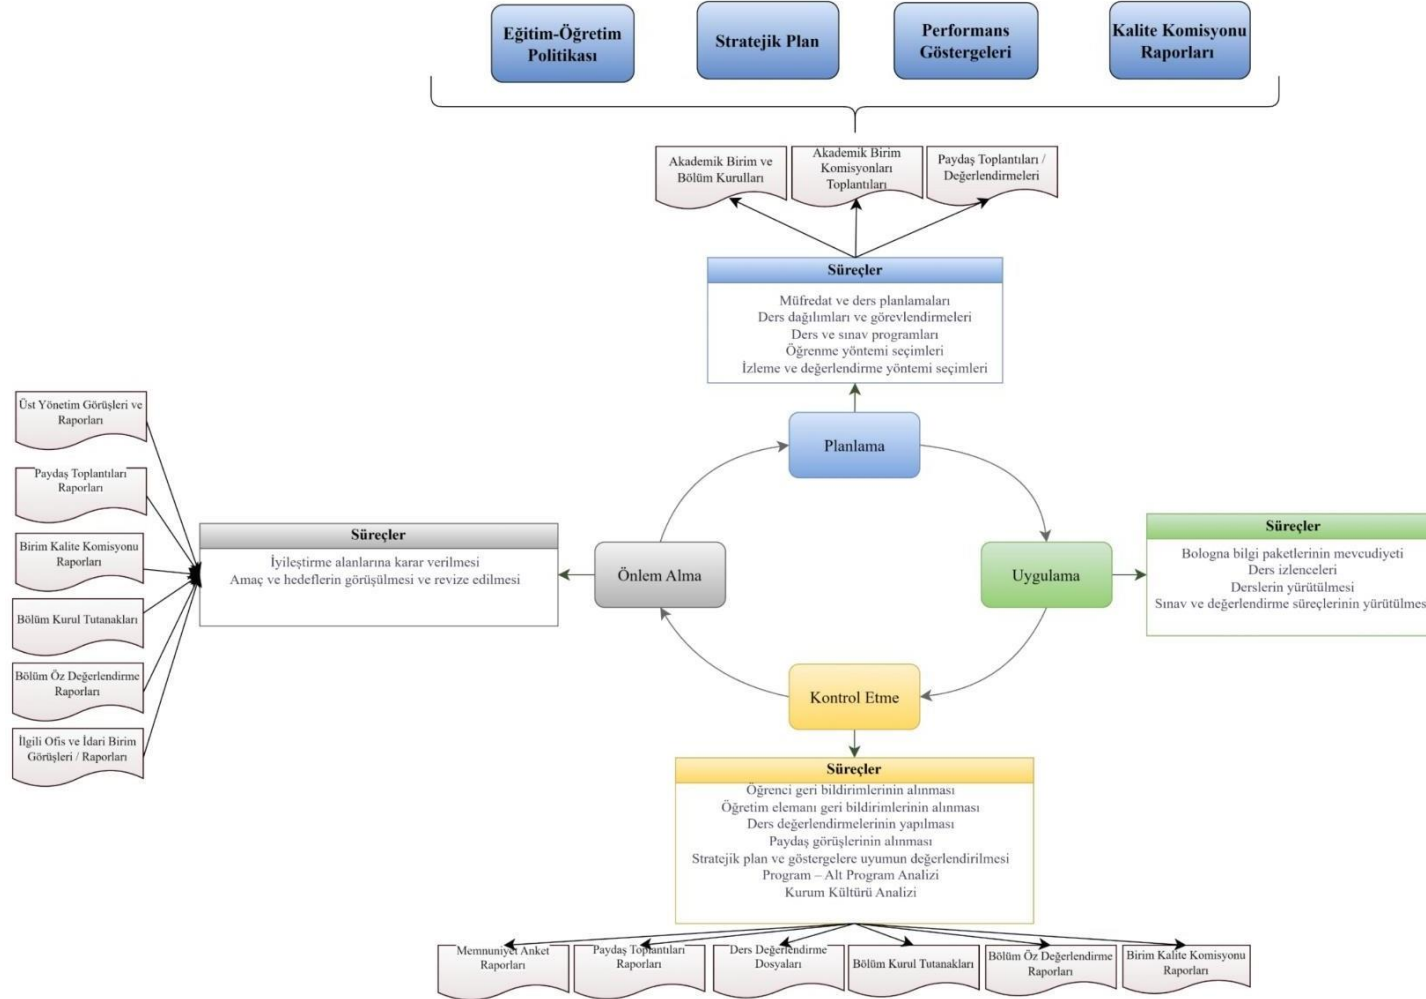 Eğitim-Öğretim
Politikası
Stratejik Plan
Performans
Göstergeleri
Kalite Komisyonu
Raporları
Akademik Birim ve
Bölüm Kurulları
Akademik Birim
Komisyonları
Toplantıları
Paydaş Toplantıları /
Değerlendirmeleri
Süreçler
Müfredat ve ders planlamaları
Ders dağılımları ve görevlendirmeleri
Ders ve sınav programları
Öğrenme yöntemi seçimleri
İzleme ve değerlendirme yöntemi seçimleri
Planlama
Üst Yönetim Görüşleri ve
Raporları
Paydaş Toplantıları
Raporları
Birim Kalite Komisyonu
Raporları
Bölüm Kurul Tutanakları
Bölüm Öz Değerlendirme
Raporları
İlgili Ofis ve İdari Birim
Görüşleri / Raporları
Süreçler
İyileştirme alanlarına karar verilmesi
Amaç ve hedeflerin görüşülmesi ve revize edilmesi
Önlem Alma
Uygulama
Süreçler
Bologna bilgi paketlerinin mevcudiyeti
Ders izlenceleri
Derslerin yürütülmesi
Sınav ve değerlendirme süreçlerinin yürütülmes
Kontrol Etme
Süreçler
Öğrenci geri bildirimlerinin alınması
Öğretim elemanı geri bildirimlerinin alınması
Ders değerlendirmelerinin yapılması
Paydaş görüşlerinin alınması
Stratejik plan ve göstergelere uyumun değerlendirilmesi
Program – Alt Program Analizi
Kurum Kültürü Analizi
Memnuniyet Anket
Raporları
Paydaş Toplantıları
Raporları
Ders Değerlendirme
Dosyaları
Bölüm Kurul Tutanakları
Bölüm Öz Değerlendirme
Raporları
Birim Kalite Komisyonu
Raporları